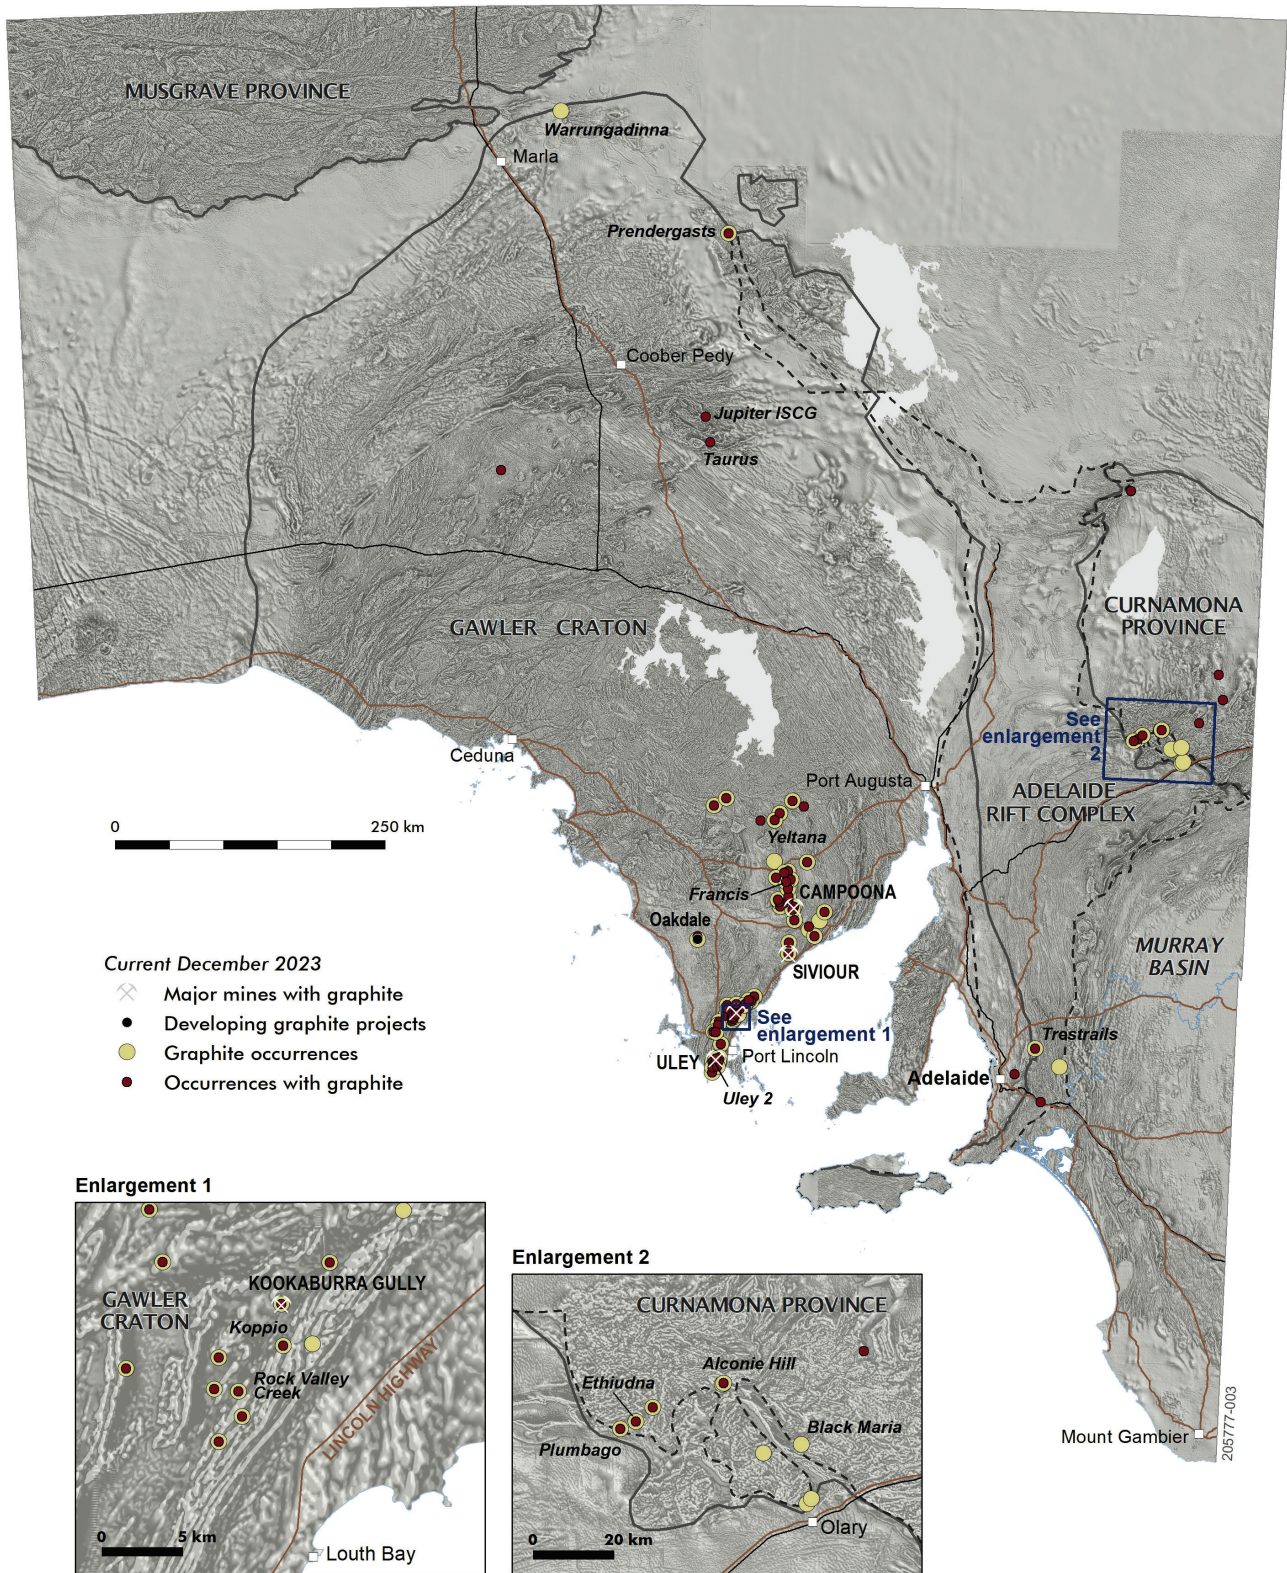 MUSGRAVE PROVINCE
Warrungadinna
Marla
Prendergasts
Coober Pedy
Jupiter ISCG
Taurus
CURNAMONA
PROVINCE
GAWLER CRATON
See
enlargement
2
Ceduna
Port Augusta
ADELAIDE
RIFT COMPLEX
0 250 km
Yeltana
Francis
CAMPOONA
Oakdale
MURRAY
BASIN
SIVIOUR
Current December 2023
Major mines with graphite
Developing graphite projects
Graphite occurrences
Occurrences with graphite
See
enlargement 1
Trestrails
ULEY
Port Lincoln
Adelaide
Uley 2
Enlargement 1
KOOKABURRA GULLY
GAWLER
CRATON
Koppio
Rock Valley
Creek
LINCOLN HIGHWAY
0 5 km
Louth Bay
Enlargement 2
CURNAMONA PROVINCE
Alconie Hill
Ethiudna
Black Maria
Plumbago
Olary
0 20 km
Mount Gambier
205777-003